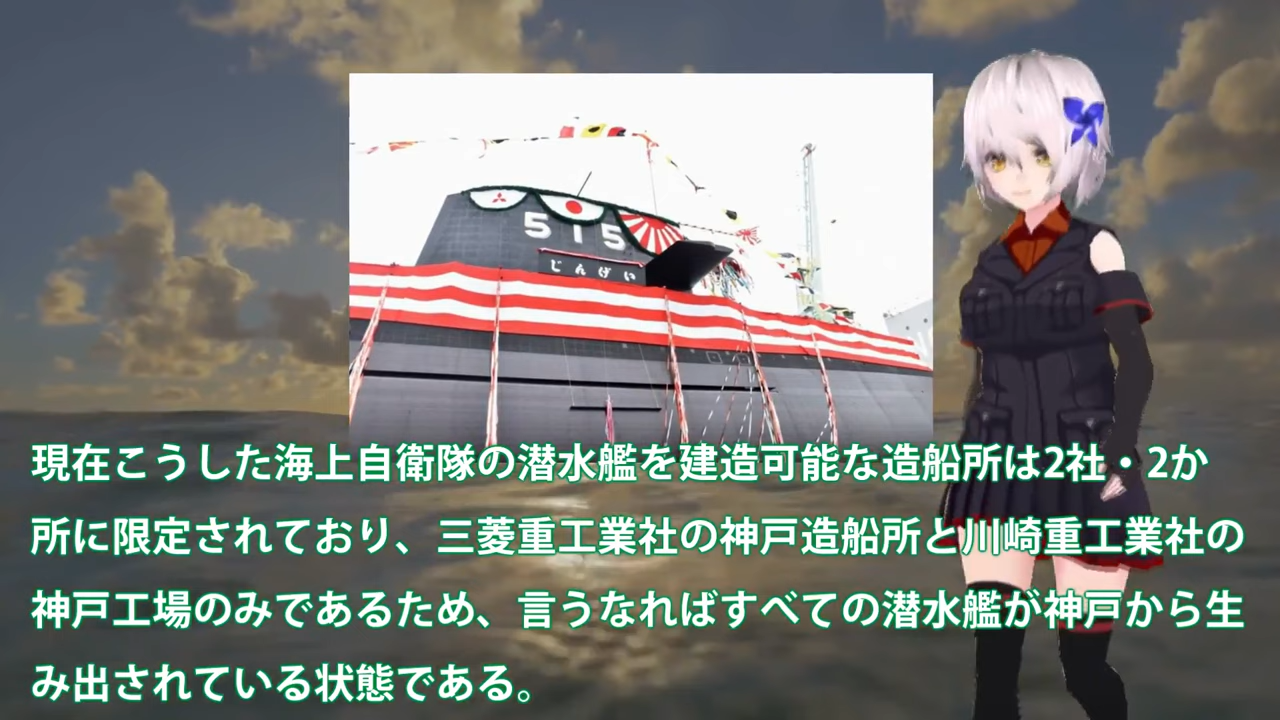 515
じんげい
現在こうした海上自衛隊の潜水艦を建造可能な造船所は2社・2か
所に限定されており、三菱重工業社の神戸造船所と川崎重工業社の
神戸工場のみであるため、言うなればすべての潜水艦が神戸から生
み出されている状態である。